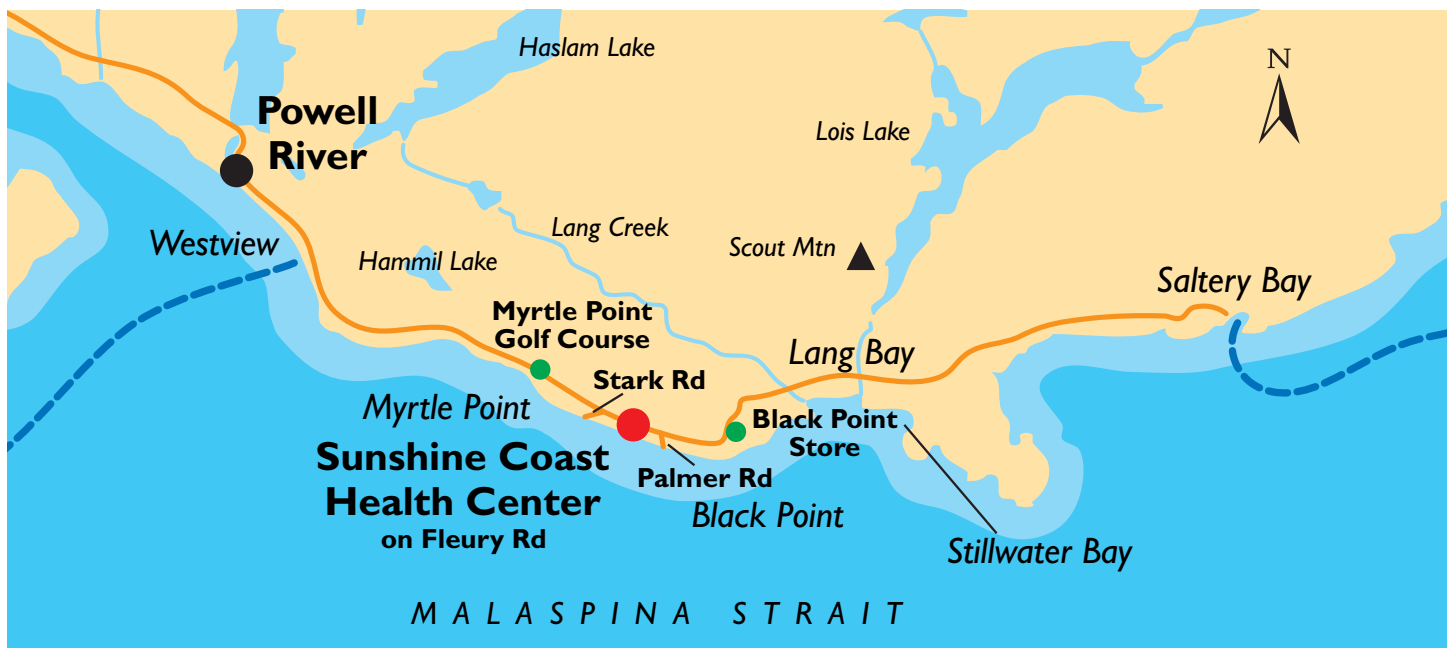 Haslam Lake
N
Powell
River
Lois Lake
Westview
Lang Creek
Hammil Lake
Scout Mtn
Saltery Bay
Myrtle Point
Golf Course
Lang Bay
Stark Rd
Myrtle Point
Black Point
Store
Sunshine Coast
Health Center
on Fleury Rd
Palmer Rd
Black Point
Stillwater Bay
MALASPINA STRAIT